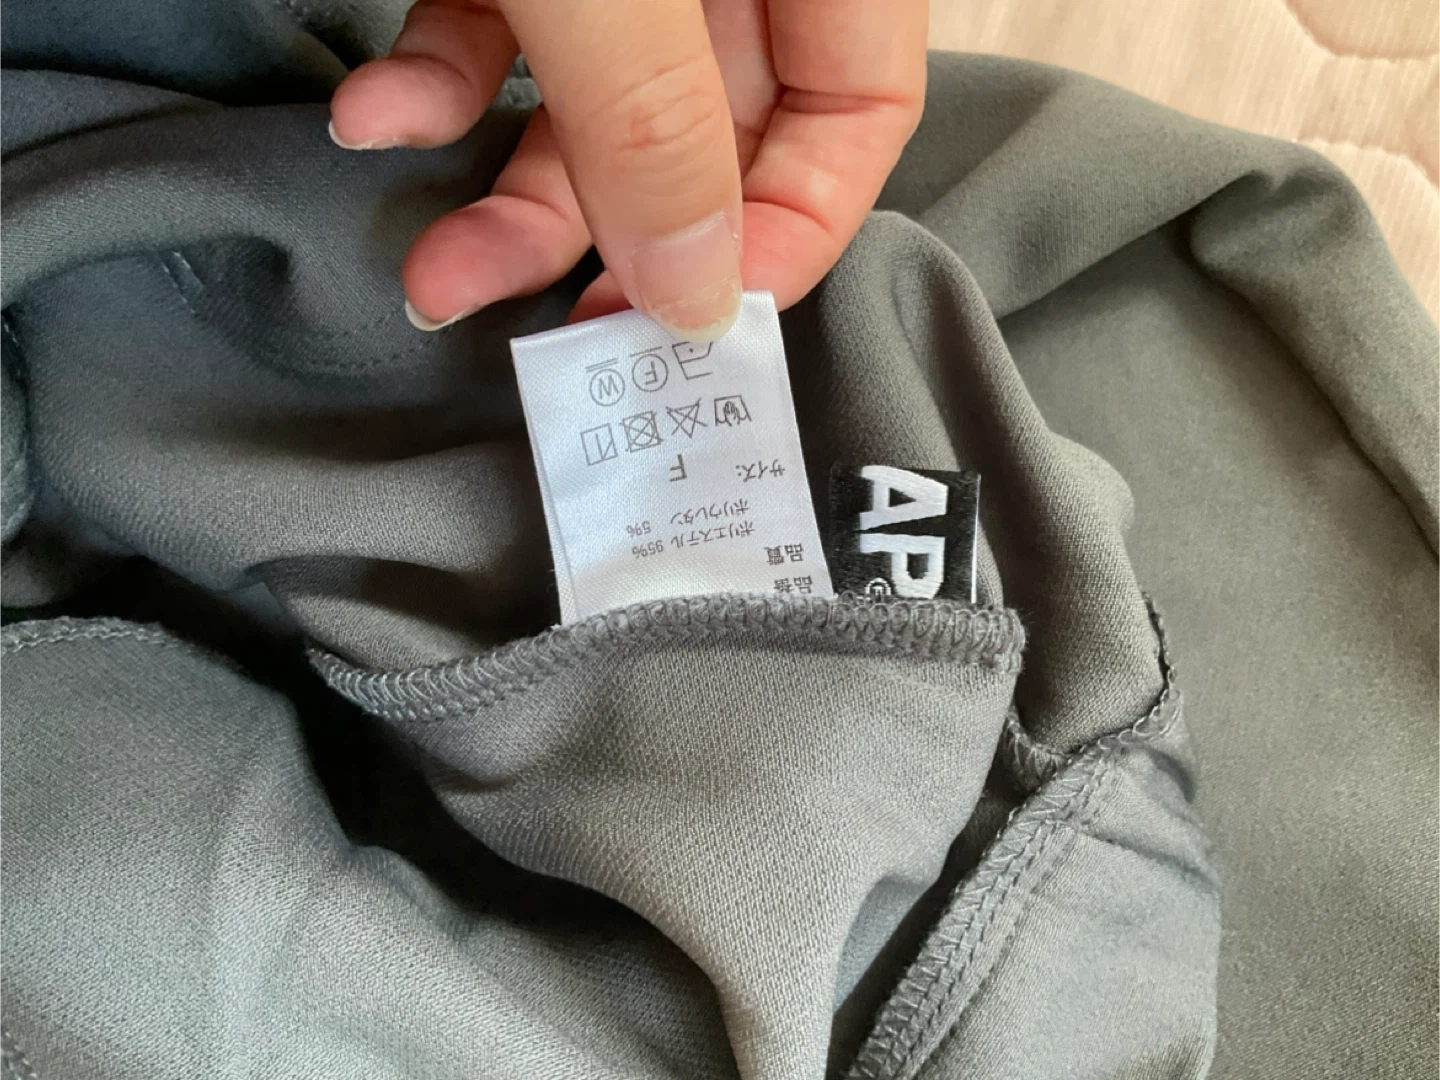 品番
品質
ポリエステル 95%
ポリウレタン 5%
サイズ: F
F W
AP